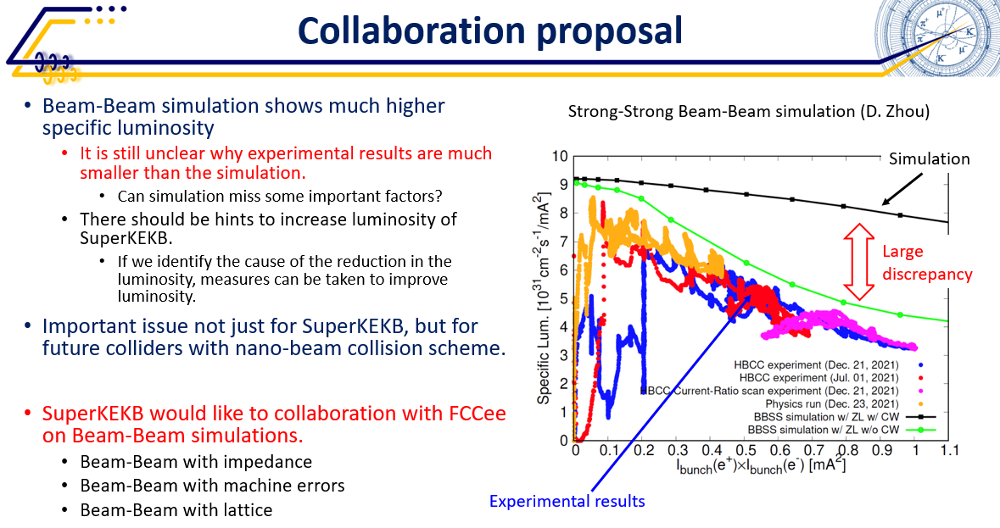 Collaboration proposal
μ+
π+
K
π-
μ-
K-
• Beam-Beam simulation shows much higher
specific luminosity
• It is still unclear why experimental results are much
smaller than the simulation.
• Can simulation miss some important factors?
• There should be hints to increase luminosity of
SuperKEKB.
• If we identify the cause of the reduction in the
luminosity, measures can be taken to improve
luminosity.
• Important issue not just for SuperKEKB, but for
future colliders with nano-beam collision scheme.
• SuperKEKB would like to collaboration with FCCee
on Beam-Beam simulations.
• Beam-Beam with impedance
• Beam-Beam with machine errors
• Beam-Beam with lattice
Strong-Strong Beam-Beam simulation (D. Zhou)
Simulation
Large
discrepancy
Specific Lum. [10^31cm^-2s^-1/mA^2]
10
9
8
7
6
5
4
3
2
1
0
HBCC experiment (Dec. 21, 2021)
HBCC experiment (Jul. 01, 2021)
HBCC Current-Ratio scan experiment (Dec. 21, 2021)
Physics run (Dec. 23, 2021)
BBSS simulation w/ ZL w/ CW
BBSS simulation w/ ZL w/o CW
0 0.1 0.2 0.3 0.4 0.5 0.6 0.7 0.8 0.9 1 1.1
I_bunch(e^+)×I_bunch(e^-) [mA^2]
Experimental results